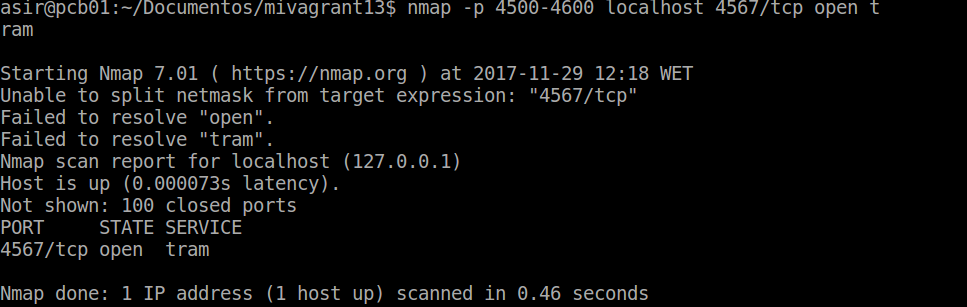 asir@pcb01:~/Documentos/mivagrant13$ nmap -p 4500-4600 localhost 4567/tcp open t
ram
Starting Nmap 7.01 ( https://nmap.org ) at 2017-11-29 12:18 WET
Unable to split netmask from target expression: "4567/tcp"
Failed to resolve "open".
Failed to resolve "tram".
Nmap scan report for localhost (127.0.0.1)
Host is up (0.000073s latency).
Not shown: 100 closed ports
PORT     STATE SERVICE
4567/tcp open  tram
Nmap done: 1 IP address (1 host up) scanned in 0.46 seconds